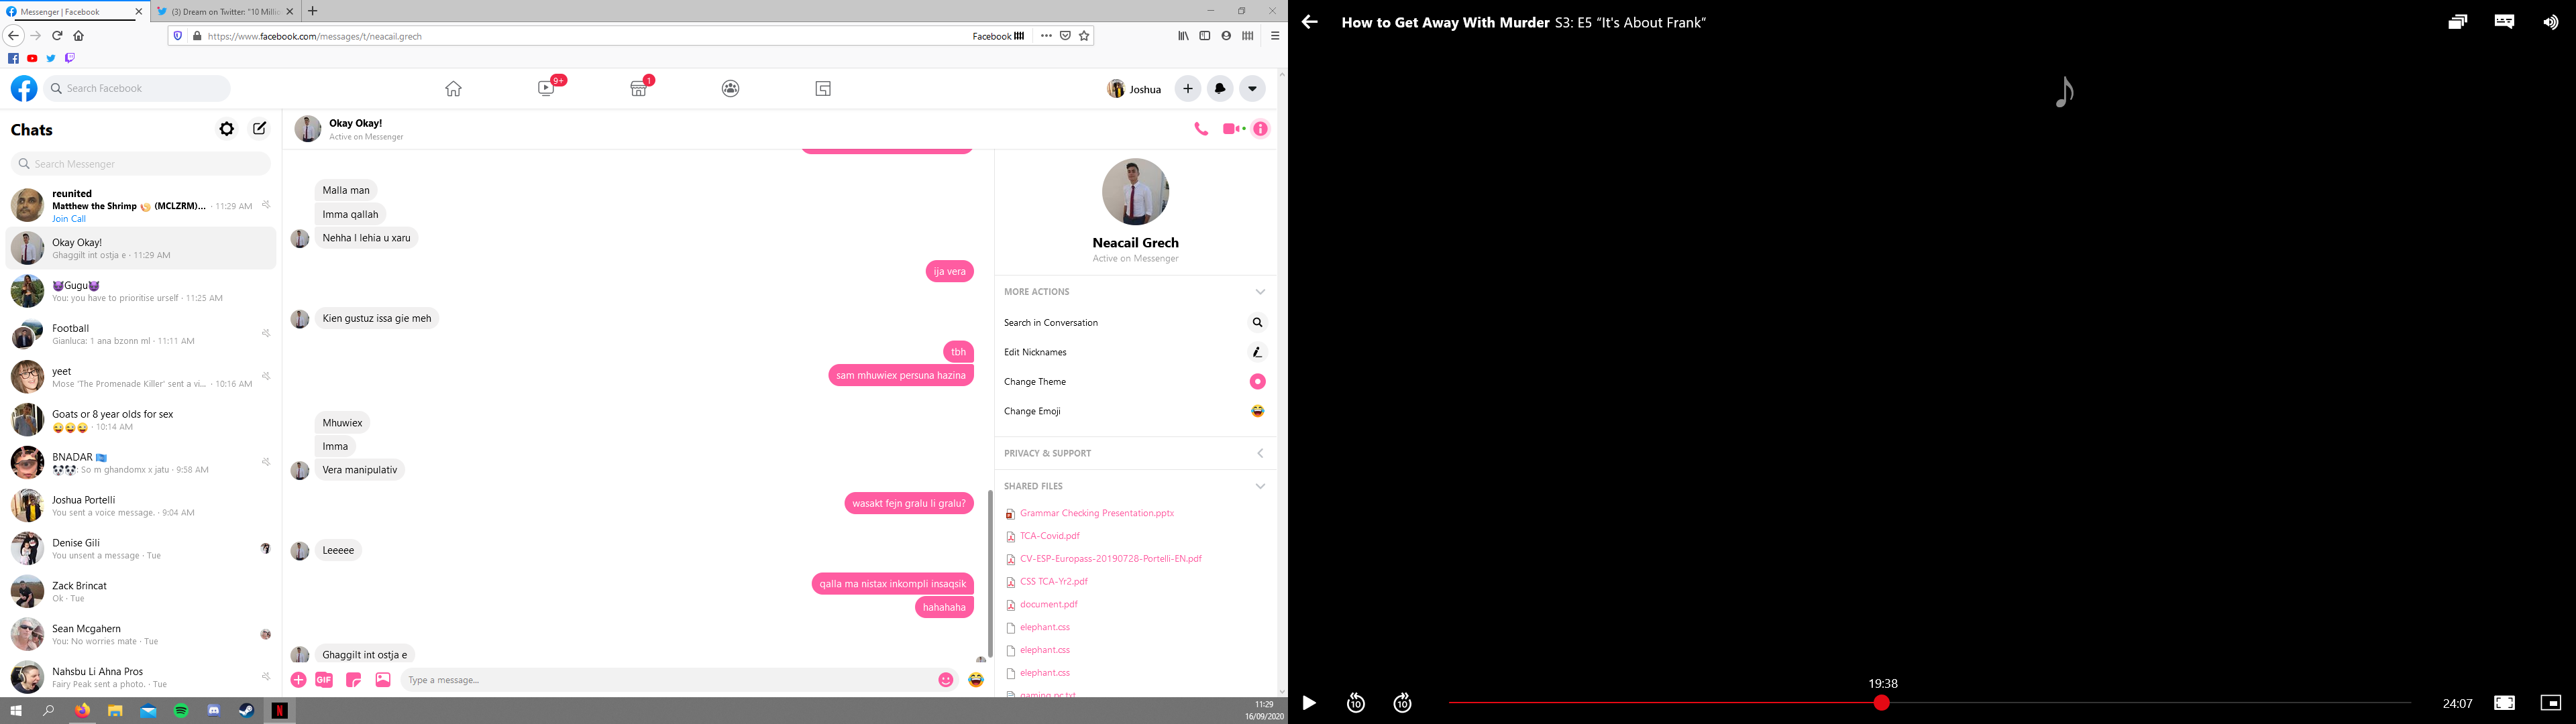 Messenger | Facebook
(3) Dream on Twitter: "10 Millio
https://www.facebook.com/messages/t/neacail.grech
Facebook
Search Facebook
9+
1
Joshua
Chats
Search Messenger
reunited
Matthew the Shrimp 🍤 (MCLZRM)... · 11:29 AM
Join Call
Okay Okay!
Ghaggilt int ostja e · 11:29 AM
😈Gugu😈
You: you have to prioritise urself · 11:25 AM
Football
Gianluca: 1 ana bzonn ml · 11:11 AM
yeet
Mose 'The Promenade Killer' sent a vi... · 10:16 AM
Goats or 8 year olds for sex
😜😜😜 · 10:14 AM
BNADAR
🐼🐼: So m ghandomx x jatu · 9:58 AM
Joshua Portelli
You sent a voice message. · 9:04 AM
Denise Gili
You unsent a message · Tue
Zack Brincat
Ok · Tue
Sean Mcgahern
You: No worries mate · Tue
Nahsbu Li Ahna Pros
Fairy Peak sent a photo. · Tue
Okay Okay!
Active on Messenger
Malla man
Imma qallah
Nehha l lehia u xaru
ija vera
Kien gustuz issa gie meh
tbh
sam mhuwiex persuna hazina
Mhuwiex
Imma
Vera manipulativ
wasakt fejn gralu li gralu?
Leeeee
qalla ma nistax inkompli insaqsik
hahahaha
Ghaggilt int ostja e
GIF
Type a message...
Neacail Grech
Active on Messenger
MORE ACTIONS
Search in Conversation
Edit Nicknames
Change Theme
Change Emoji
PRIVACY & SUPPORT
SHARED FILES
Grammar Checking Presentation.pptx
TCA-Covid.pdf
CV-ESP-Europass-20190728-Portelli-EN.pdf
CSS TCA-Yr2.pdf
document.pdf
elephant.css
elephant.css
elephant.css
gaming pc.txt
11:29
16/09/2020
How to Get Away With Murder S3: E5 "It's About Frank"
19:38
10
10
24:07